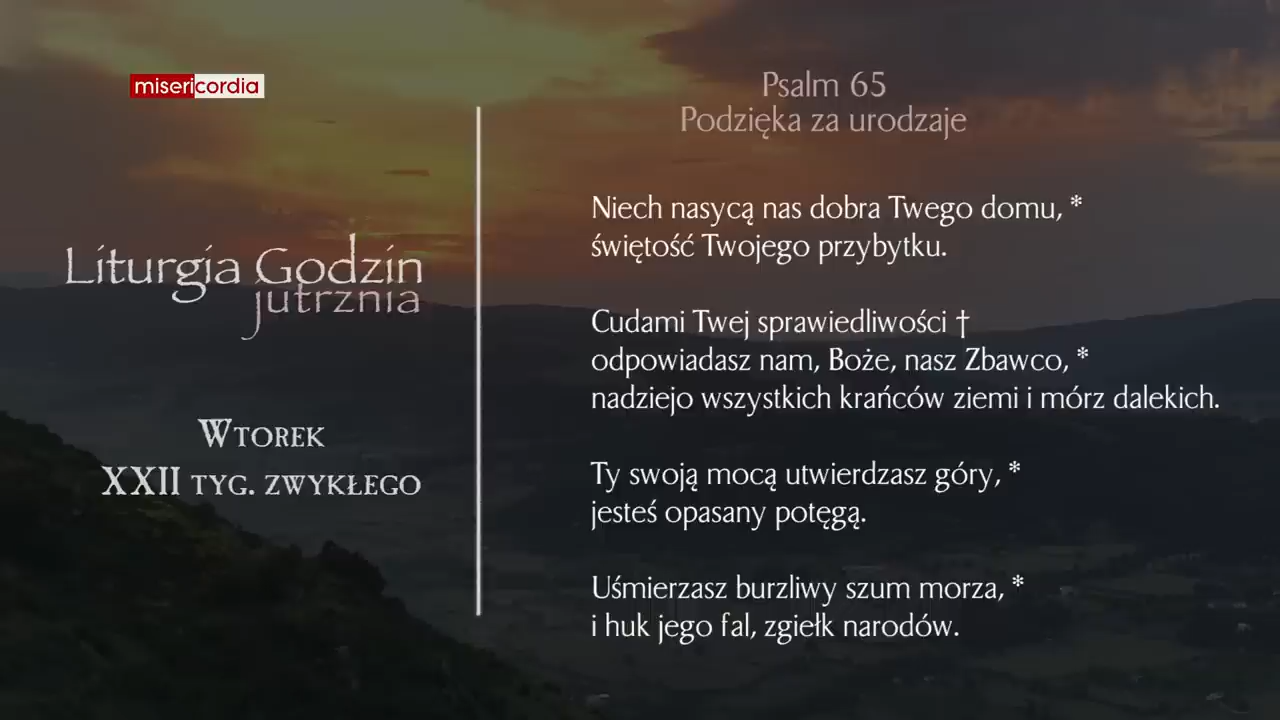 misericordia
Liturgia Godzin
jutrznia
Wtorek
XXII tyg. zwykłego
Psalm 65
Podzięka za urodzaje
Niech nasycą nas dobra Twego domu, *
świętość Twojego przybytku.
Cudami Twej sprawiedliwości †
odpowiadasz nam, Boże, nasz Zbawco, *
nadziejo wszystkich krańców ziemi i mórz dalekich.
Ty swoją mocą utwierdzasz góry, *
jesteś opasany potęgą.
Uśmierzasz burzliwy szum morza, *
i huk jego fal, zgiełk narodów.